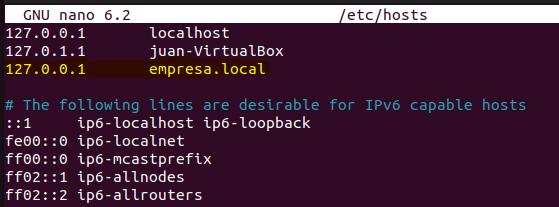 GNU nano 6.2 /etc/hosts
127.0.0.1 localhost
127.0.1.1 juan-VirtualBox
127.0.0.1 empresa.local
# The following lines are desirable for IPv6 capable hosts
::1 ip6-localhost ip6-loopback
fe00::0 ip6-localnet
ff00::0 ip6-mcastprefix
ff02::1 ip6-allnodes
ff02::2 ip6-allrouters